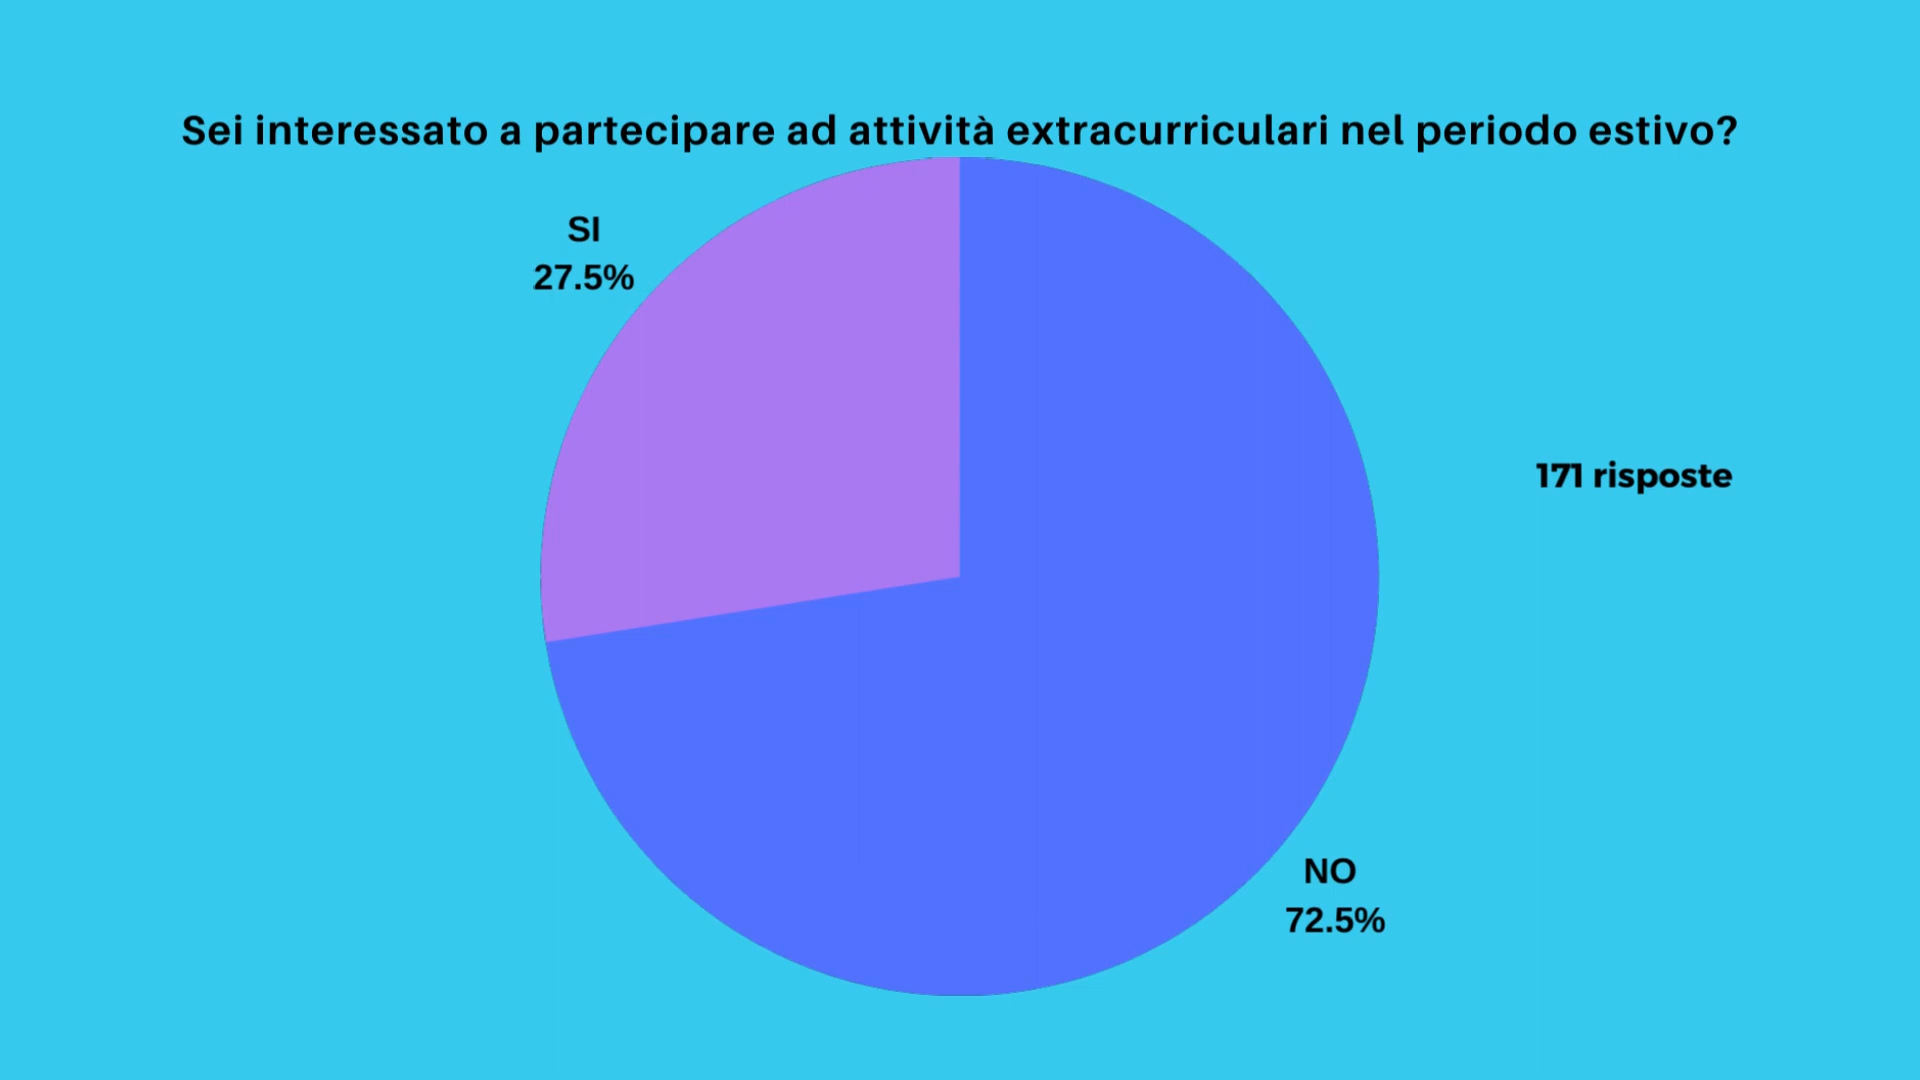 Sei interessato a partecipare ad attività extracurriculari nel periodo estivo?
SI
27.5%
171 risposte
NO
72.5%